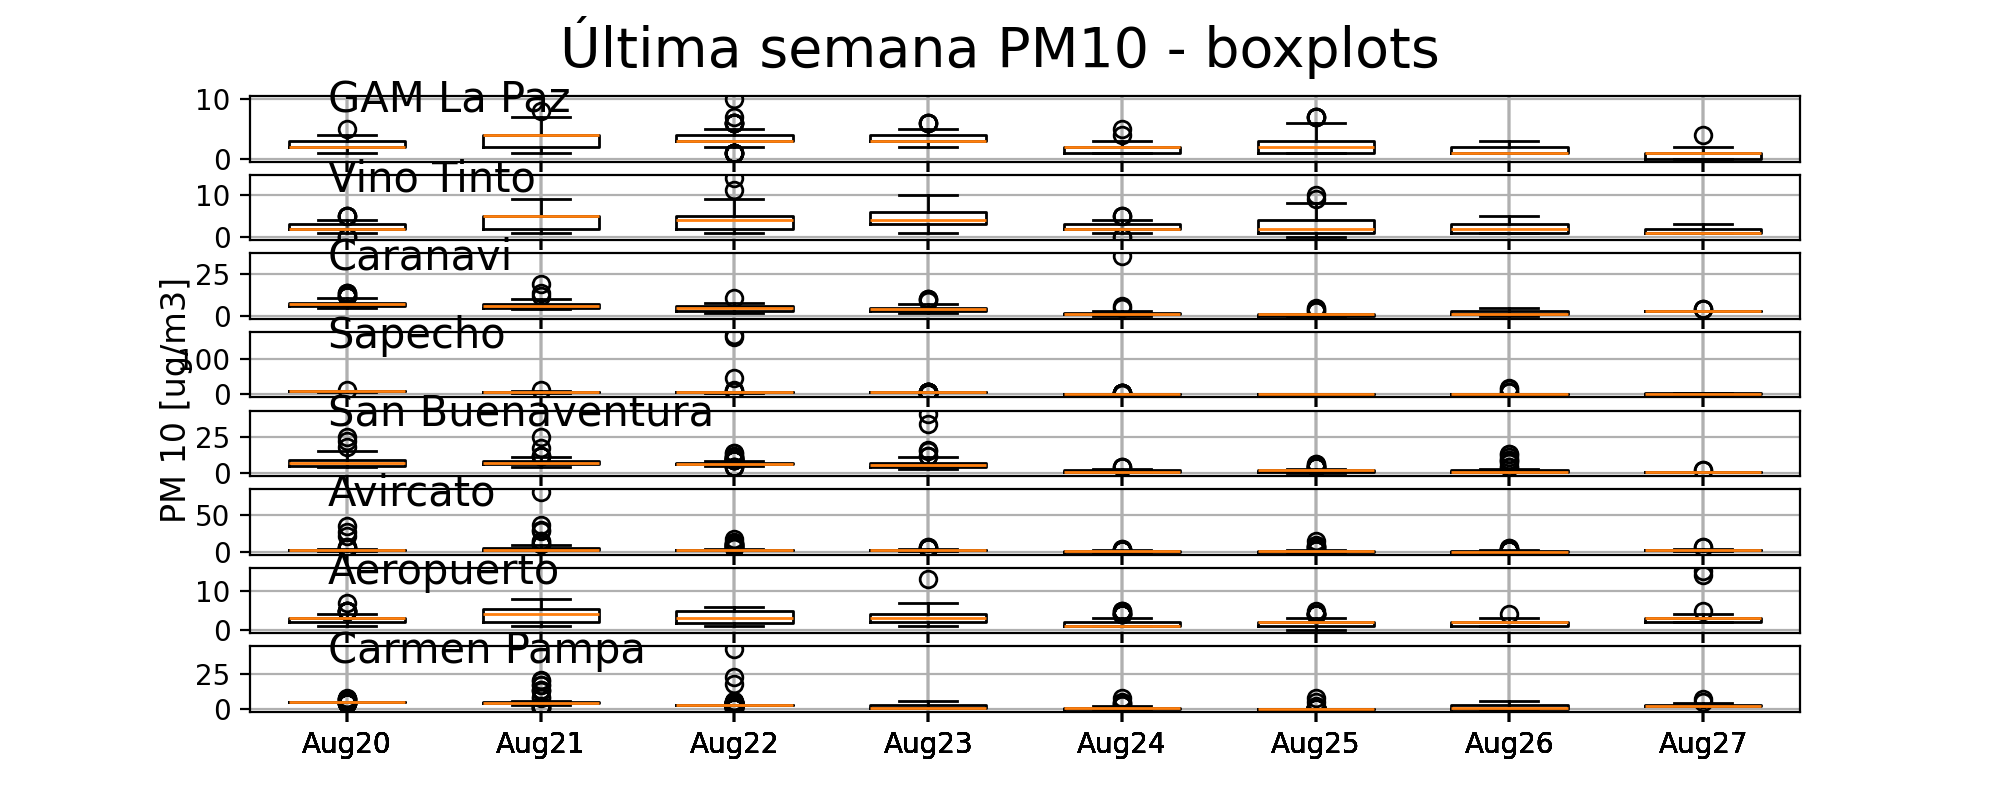 Última semana PM10 - boxplots
PM 10 [ug/m3]
GAM La Paz
10
0
Vino Tinto
10
0
Caranavi
25
0
Sapecho
100
0
San Buenaventura
25
0
Avircato
50
0
Aeropuerto
10
0
Carmen Pampa
25
0
Aug20 Aug21 Aug22 Aug23 Aug24 Aug25 Aug26 Aug27